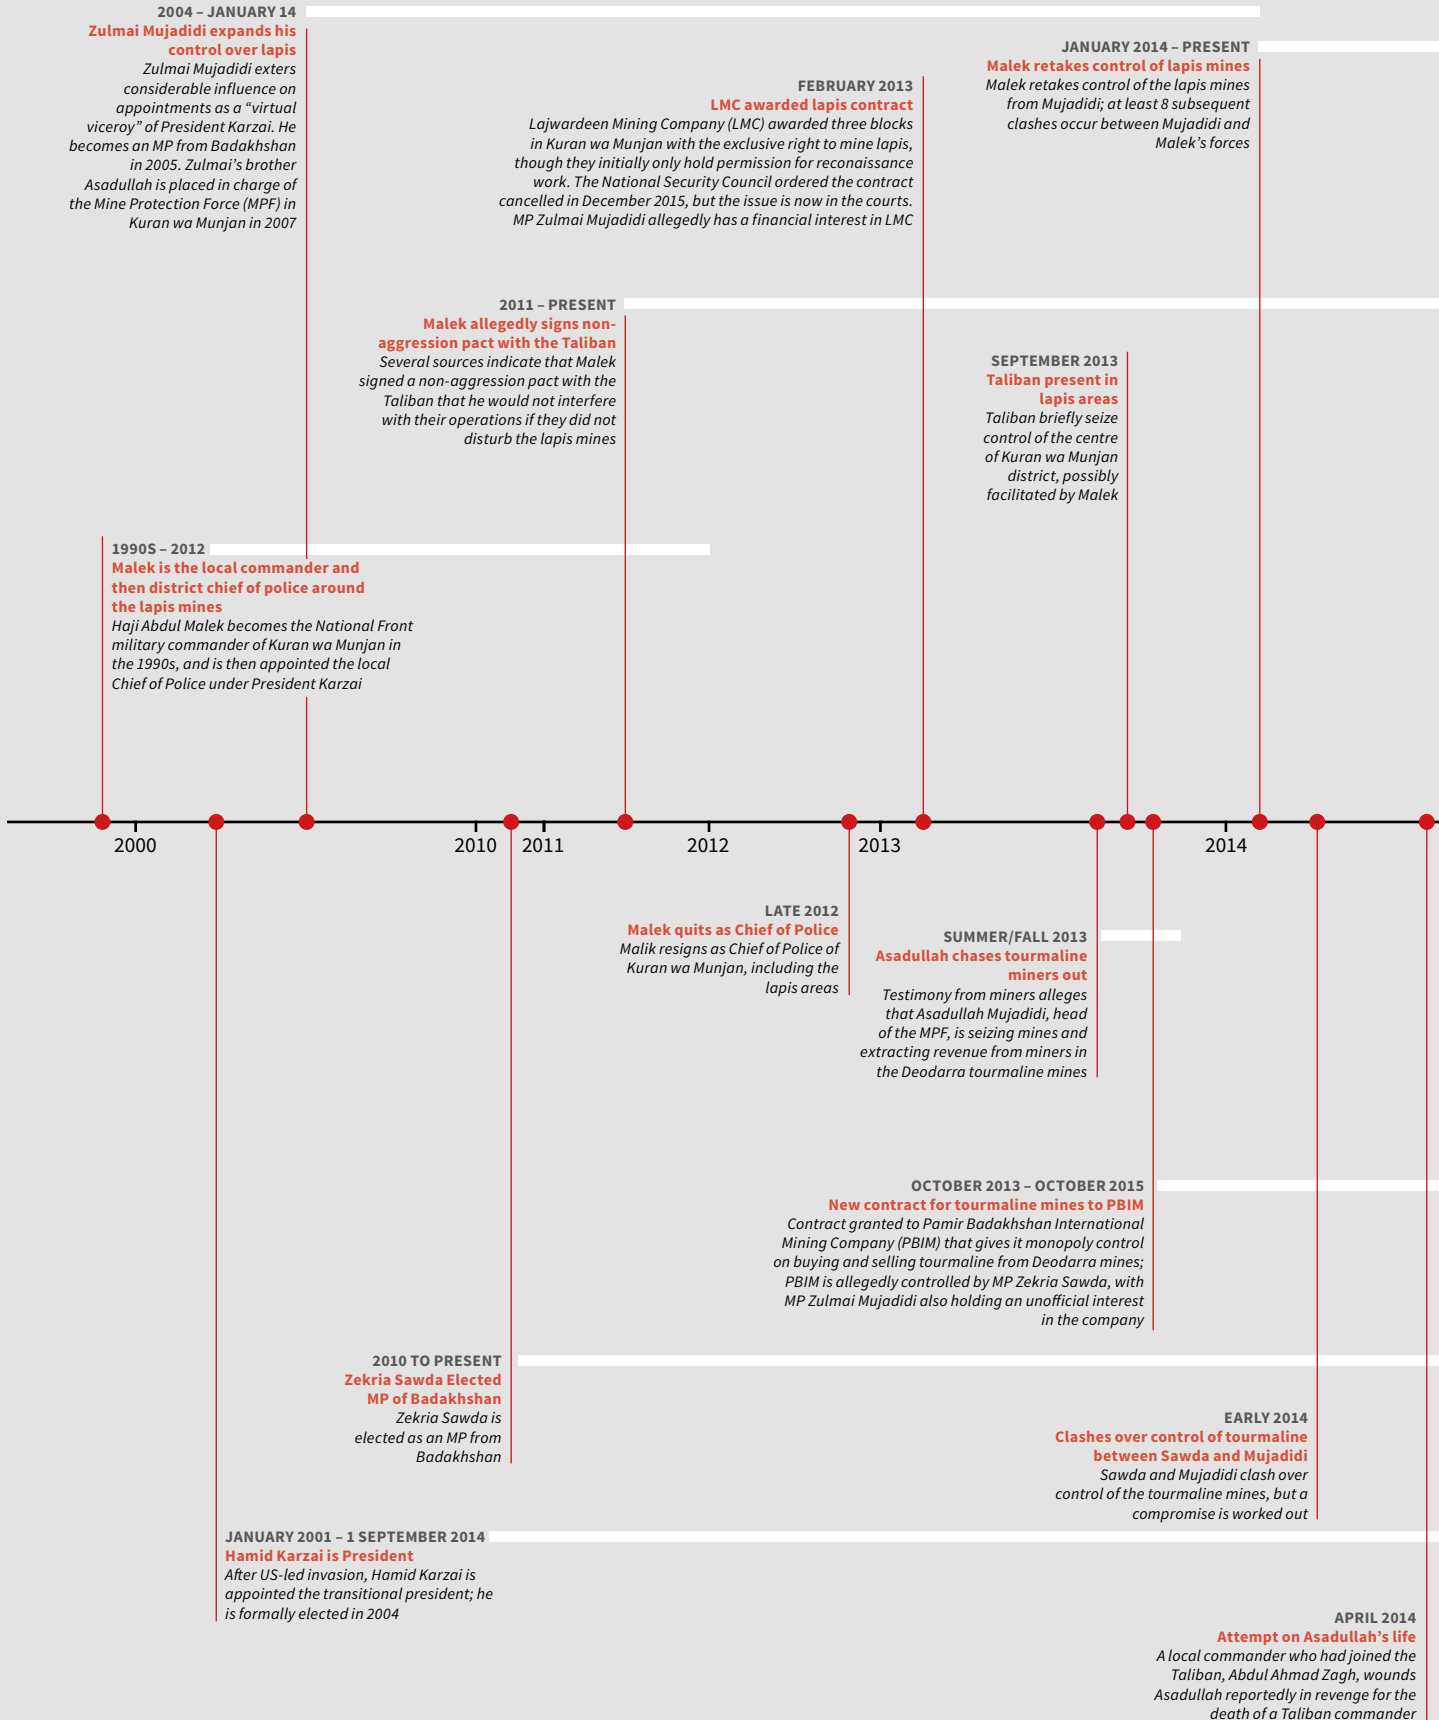 2004 – JANUARY 14
Zulmai Mujadidi expands his
control over lapis
Zulmai Mujadidi exters
considerable influence on
appointments as a “virtual
viceroy” of President Karzai. He
becomes an MP from Badakhshan
in 2005. Zulmai’s brother
Asadullah is placed in charge of
the Mine Protection Force (MPF) in
Kuran wa Munjan in 2007
FEBRUARY 2013
LMC awarded lapis contract
Lajwardeen Mining Company (LMC) awarded three blocks
in Kuran wa Munjan with the exclusive right to mine lapis,
though they initially only hold permission for reconaissance
work. The National Security Council ordered the contract
cancelled in December 2015, but the issue is now in the courts.
MP Zulmai Mujadidi allegedly has a financial interest in LMC
JANUARY 2014 – PRESENT
Malek retakes control of lapis mines
Malek retakes control of the lapis mines
from Mujadidi; at least 8 subsequent
clashes occur between Mujadidi and
Malek’s forces
2011 – PRESENT
Malek allegedly signs non-
aggression pact with the Taliban
Several sources indicate that Malek
signed a non-aggression pact with the
Taliban that he would not interfere
with their operations if they did not
disturb the lapis mines
SEPTEMBER 2013
Taliban present in
lapis areas
Taliban briefly seize
control of the centre
of Kuran wa Munjan
district, possibly
facilitated by Malek
1990S – 2012
Malek is the local commander and
then district chief of police around
the lapis mines
Haji Abdul Malek becomes the National Front
military commander of Kuran wa Munjan in
the 1990s, and is then appointed the local
Chief of Police under President Karzai
2000 2010 2011 2012 2013 2014
LATE 2012
Malek quits as Chief of Police
Malik resigns as Chief of Police of
Kuran wa Munjan, including the
lapis areas
SUMMER/FALL 2013
Asadullah chases tourmaline
miners out
Testimony from miners alleges
that Asadullah Mujadidi, head
of the MPF, is seizing mines and
extracting revenue from miners in
the Deodarra tourmaline mines
OCTOBER 2013 – OCTOBER 2015
New contract for tourmaline mines to PBIM
Contract granted to Pamir Badakhshan International
Mining Company (PBIM) that gives it monopoly control
on buying and selling tourmaline from Deodarra mines;
PBIM is allegedly controlled by MP Zekria Sawda, with
MP Zulmai Mujadidi also holding an unofficial interest
in the company
2010 TO PRESENT
Zekria Sawda Elected
MP of Badakhshan
Zekria Sawda is
elected as an MP from
Badakhshan
EARLY 2014
Clashes over control of tourmaline
between Sawda and Mujadidi
Sawda and Mujadidi clash over
control of the tourmaline mines, but a
compromise is worked out
JANUARY 2001 – 1 SEPTEMBER 2014
Hamid Karzai is President
After US-led invasion, Hamid Karzai is
appointed the transitional president; he
is formally elected in 2004
APRIL 2014
Attempt on Asadullah’s life
A local commander who had joined the
Taliban, Abdul Ahmad Zagh, wounds
Asadullah reportedly in revenge for the
death of a Taliban commander